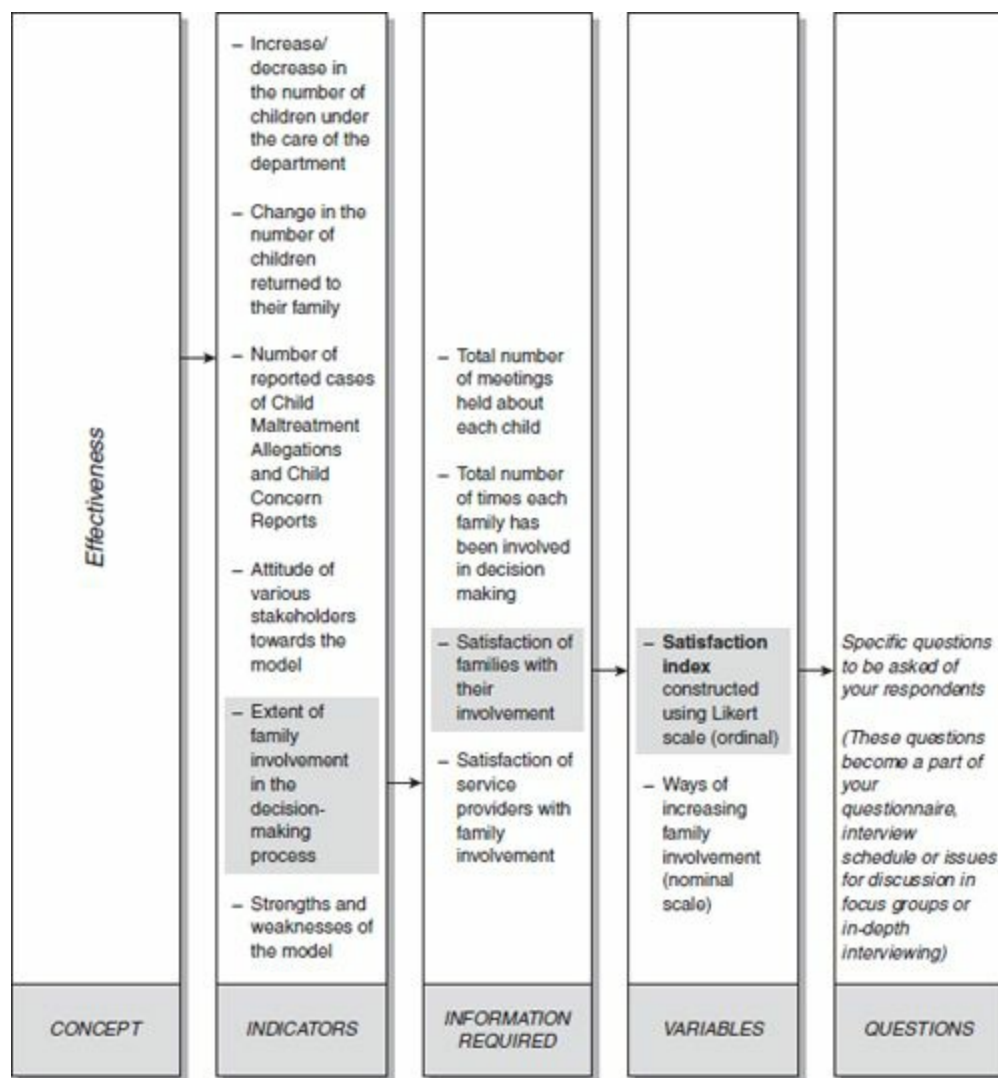 Effectiveness
CONCEPT
– Increase/
decrease in
the number of
children under
the care of the
department
– Change in the
number of
children
returned to
their family
– Number of
reported cases
of Child
Maltreatment
Allegations
and Child
Concern
Reports
– Attitude of
various
stakeholders
towards the
model
– Extent of
family
involvement
in the
decision-
making
process
– Strengths and
weaknesses of
the model
INDICATORS
– Total number
of meetings
held about
each child
– Total number
of times each
family has
been involved
in decision
making
– Satisfaction of
families with
their
involvement
– Satisfaction of
service
providers with
family
involvement
INFORMATION
REQUIRED
– Satisfaction
index
constructed
using Likert
scale (ordinal)
– Ways of
increasing
family
involvement
(nominal
scale)
VARIABLES
Specific questions
to be asked of
your respondents
(These questions
become a part of
your
questionnaire,
interview
schedule or issues
for discussion in
focus groups or
in-depth
interviewing)
QUESTIONS